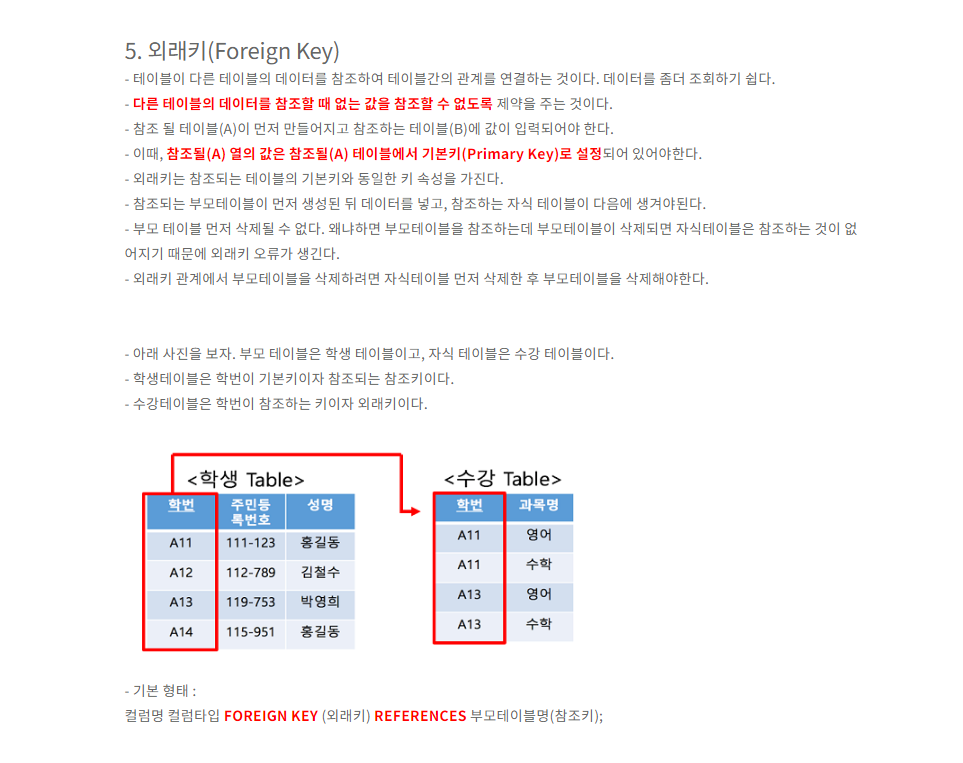 5. 외래키(Foreign Key)
- 테이블이 다른 테이블의 데이터를 참조하여 테이블간의 관계를 연결하는 것이다. 데이터를 좀더 조회하기 쉽다.
- 다른 테이블의 데이터를 참조할 때 없는 값을 참조할 수 없도록 제약을 주는 것이다.
- 참조 될 테이블(A)이 먼저 만들어지고 참조하는 테이블(B)에 값이 입력되어야 한다.
- 이때, 참조될(A) 열의 값은 참조될(A) 테이블에서 기본키(Primary Key)로 설정되어 있어야한다.
- 외래키는 참조되는 테이블의 기본키와 동일한 키 속성을 가진다.
- 참조되는 부모테이블이 먼저 생성된 뒤 데이터를 넣고, 참조하는 자식 테이블이 다음에 생겨야된다.
- 부모 테이블 먼저 삭제될 수 없다. 왜냐하면 부모테이블을 참조하는데 부모테이블이 삭제되면 자식테이블은 참조하는 것이 없
어지기 때문에 외래키 오류가 생긴다.
- 외래키 관계에서 부모테이블을 삭제하려면 자식테이블 먼저 삭제한 후 부모테이블을 삭제해야한다.
- 아래 사진을 보자. 부모 테이블은 학생 테이블이고, 자식 테이블은 수강 테이블이다.
- 학생테이블은 학번이 기본키이자 참조되는 참조키이다.
- 수강테이블은 학번이 참조하는 키이자 외래키이다.
<학생 Table>
학번 주민등록번호 성명
A11 111-123 홍길동
A12 112-789 김철수
A13 119-753 박영희
A14 115-951 홍길동
<수강 Table>
학번 과목명
A11 영어
A11 수학
A13 영어
A13 수학
- 기본 형태 :
컬럼명 컬럼타입 FOREIGN KEY (외래키) REFERENCES 부모테이블명(참조키);